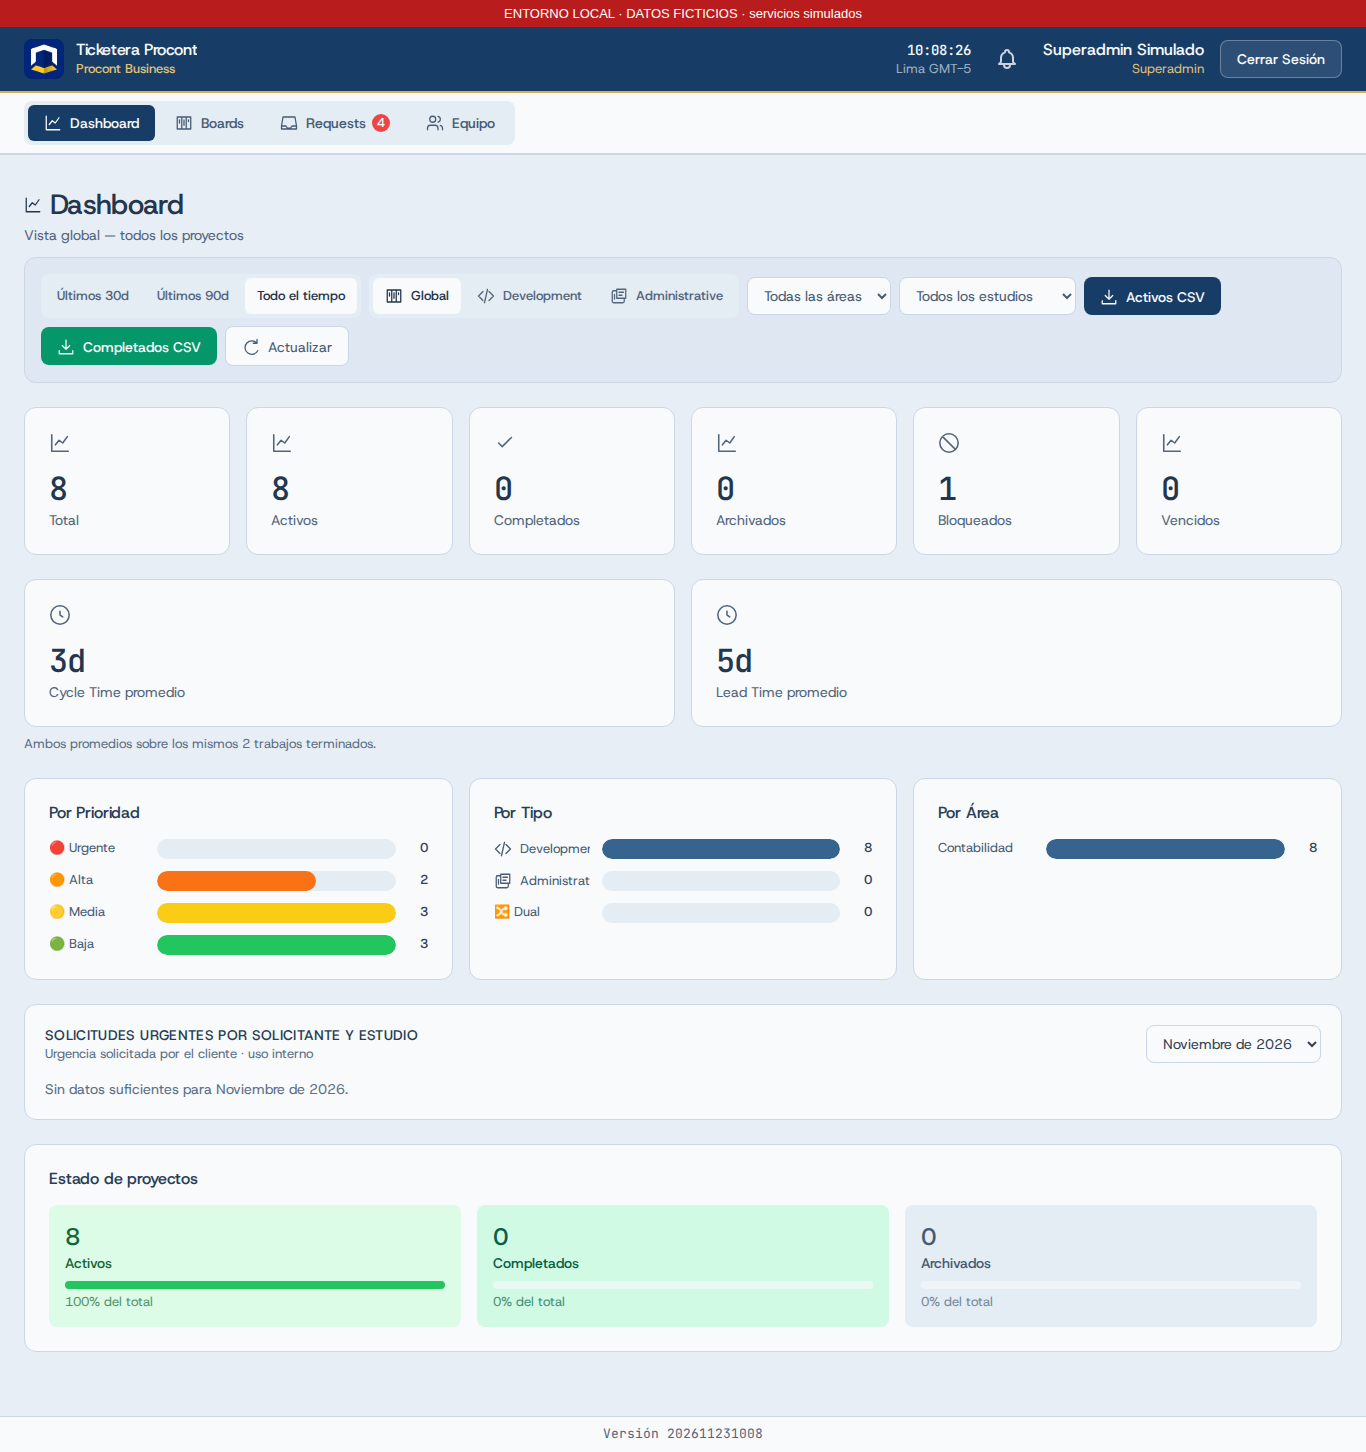 ENTORNO LOCAL · DATOS FICTICIOS · servicios simulados
Ticketera Procont
Procont Business
10:08:26
Lima GMT-5
Superadmin Simulado
Superadmin
Cerrar Sesión
Dashboard
Boards
Requests 4
Equipo
Dashboard
Vista global — todos los proyectos
Últimos 30d
Últimos 90d
Todo el tiempo
Global
Development
Administrative
Todas las áreas
Todos los estudios
Activos CSV
Completados CSV
Actualizar
8
Total
8
Activos
0
Completados
0
Archivados
1
Bloqueados
0
Vencidos
3d
Cycle Time promedio
5d
Lead Time promedio
Ambos promedios sobre los mismos 2 trabajos terminados.
Por Prioridad
Urgente 0
Alta 2
Media 3
Baja 3
Por Tipo
Developmer 8
Administrat 0
Dual 0
Por Área
Contabilidad 8
SOLICITUDES URGENTES POR SOLICITANTE Y ESTUDIO
Urgencia solicitada por el cliente · uso interno
Noviembre de 2026
Sin datos suficientes para Noviembre de 2026.
Estado de proyectos
8
Activos
100% del total
0
Completados
0% del total
0
Archivados
0% del total
Versión 202611231008